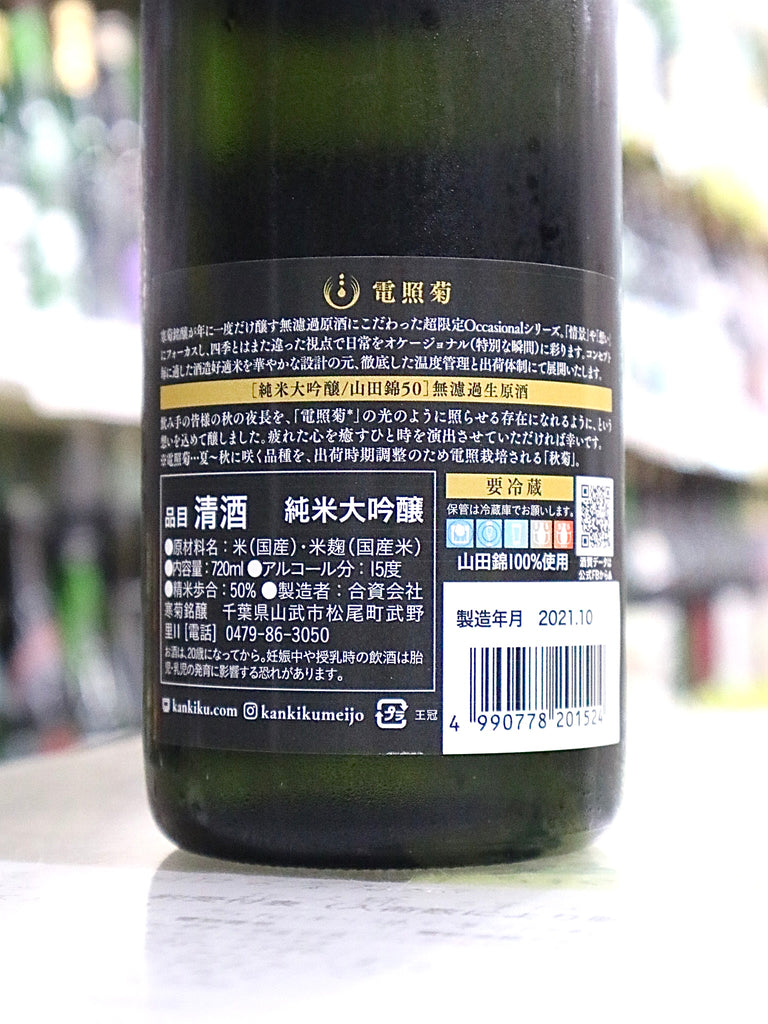 電照菊
寒菊銘醸が年に一度だけ醸す無濾過原酒にこだわった超限定Occasionalシリーズ。「情景」や「想い」
にフォーカスし、四季とはまた違った視点で日常をオケージョナル(特別な瞬間)に彩ります。コンセプト
毎に適した酒造好適米を華やかな設計の元、徹底した温度管理と出荷体制にて展開いたします。
[純米大吟醸/山田錦50]無濾過生原酒
飲み手の皆様の秋の夜長を、「電照菊*」の光のように照らせる存在になれるように、という
想いを込めて醸しました。疲れた心を癒すひと時を演出させていただければ幸いです。
※電照菊…夏〜秋に咲く品種を、出荷時期調整のため電照栽培される「秋菊」。
品目 清酒 純米大吟醸
●原材料名:米(国産)・米麹(国産米)
●内容量:720ml ●アルコール分:15度
●精米歩合:50% ●製造者:合資会社
寒菊銘醸 千葉県山武市松尾町武野
里11 [電話] 0479-86-3050
お酒は、20歳になってから。妊娠中や授乳時の飲酒は胎
児・乳児の発育に影響する恐れがあります。
kankiku.com kankikumeijo プラ 王冠
要冷蔵
保管は冷蔵庫でお願いします。
山田錦100%使用
酒費データは
公式FBから
製造年月 2021.10
4 990778 201524